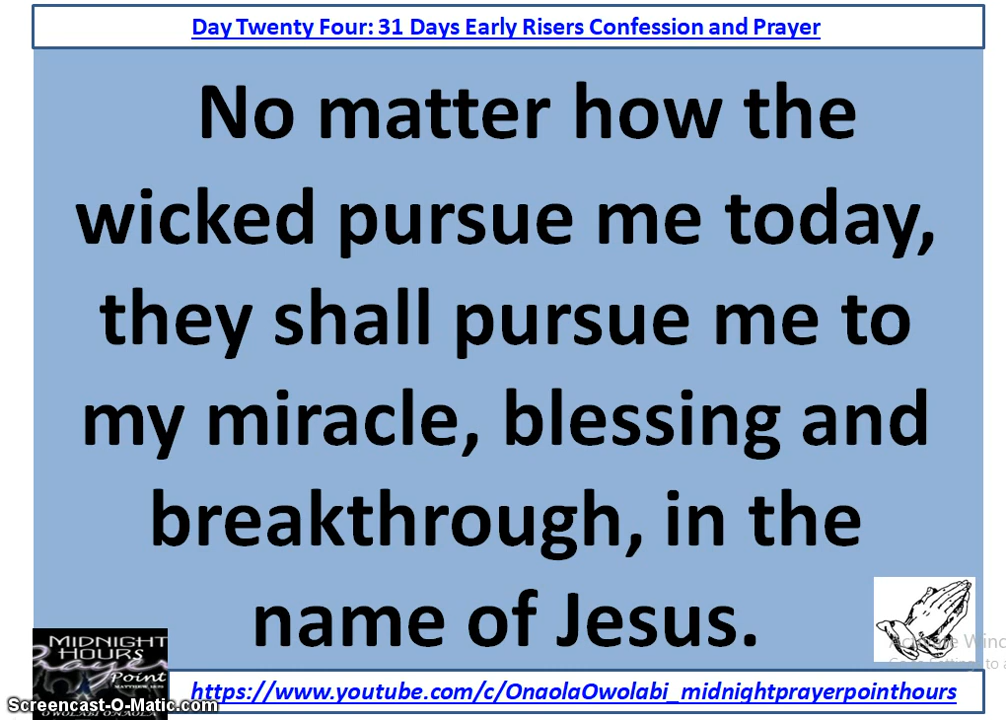 Day Twenty Four: 31 Days Early Risers Confession and Prayer
No matter how the
wicked pursue me today,
they shall pursue me to
my miracle, blessing and
breakthrough, in the
name of Jesus.
MIDNIGHT
HOURS
Prayer
Point
https://www.youtube.com/c/OnaolaOwolabi_midnightprayerpointhours
Screencast-O-Matic.com